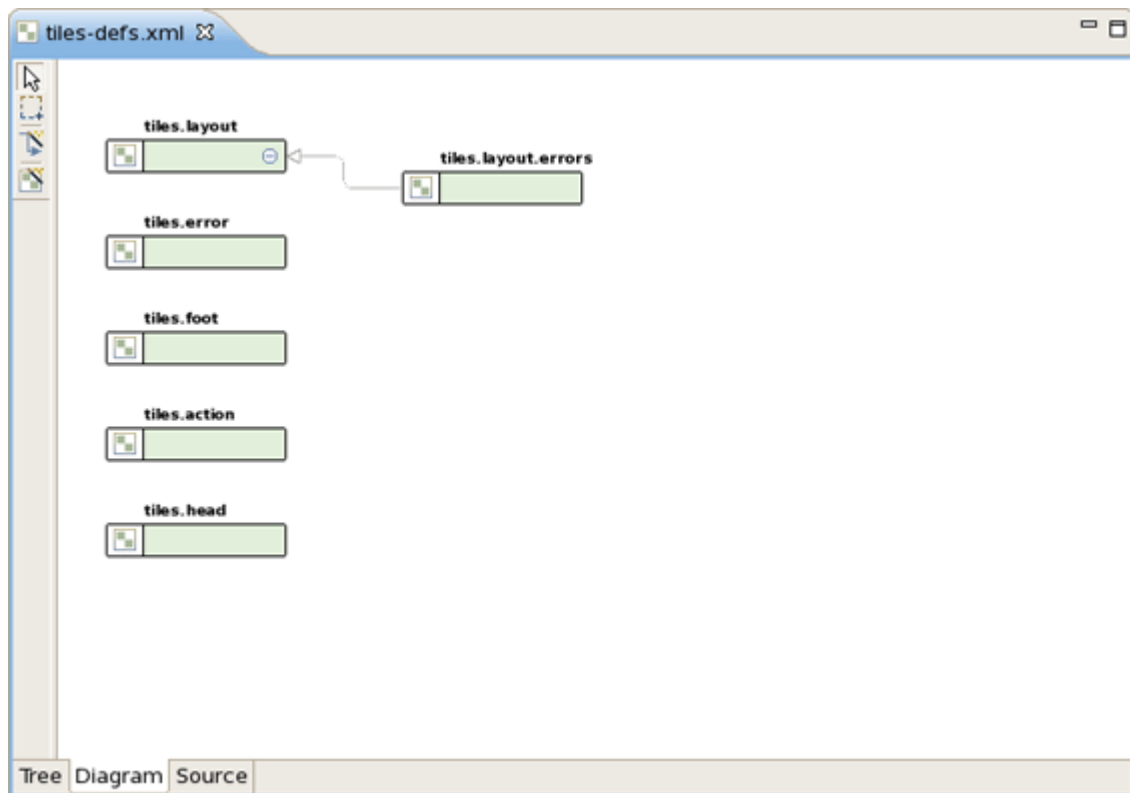 tiles-defs.xml
tiles.layout
tiles.layout.errors
tiles.error
tiles.foot
tiles.action
tiles.head
Tree Diagram Source